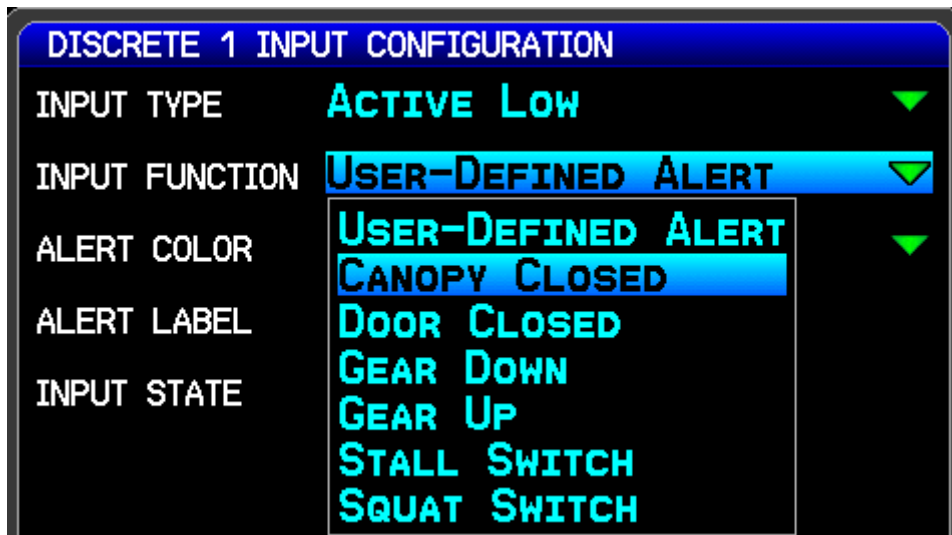 DISCRETE 1 INPUT CONFIGURATION
INPUT TYPE Active Low
INPUT FUNCTION User-Defined Alert
User-Defined Alert
ALERT COLOR
Canopy Closed
Door Closed
ALERT LABEL
Gear Down
INPUT STATE
Gear Up
Stall Switch
Squat Switch